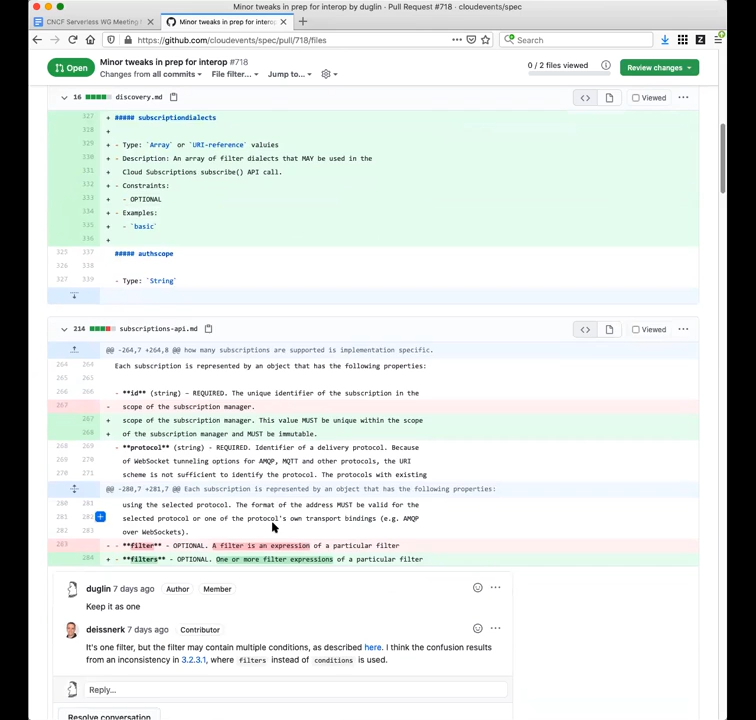 CNCF Serverless WG Meeting
Minor tweaks in prep for interop
https://github.com/cloudevents/spec/pull/718/files
Search
Open
Minor tweaks in prep for interop #718
Changes from all commits
File filter...
Jump to...
0 / 2 files viewed
Review changes
16
discovery.md
Viewed
327 + ##### subscriptiondialects
328 +
329 + - Type: `Array` or `URI-reference` valuies
330 + - Description: An array of filter dialects that MAY be used in the
331 + Cloud Subscriptions subscribe() API call.
332 + - Constraints:
333 + - OPTIONAL
334 + - Examples:
335 + - `basic`
336 +
325 337 ##### authscope
326 338
327 339 - Type: `String`
214
subscriptions-api.md
Viewed
@@ -264,7 +264,8 @@ how many subscriptions are supported is implementation specific.
264 264 Each subscription is represented by an object that has the following properties:
265 265
266 266 - **id** (string) – REQUIRED. The unique identifier of the subscription in the
267 - scope of the subscription manager.
267 + scope of the subscription manager. This value MUST be unique within the scope
268 + of the subscription manager and MUST be immutable.
268 269 - **protocol** (string) - REQUIRED. Identifier of a delivery protocol. Because
269 270 of WebSocket tunneling options for AMQP, MQTT and other protocols, the URI
270 271 scheme is not sufficient to identify the protocol. The protocols with existing
@@ -280,7 +281,7 @@ Each subscription is represented by an object that has the following properties:
280 281 using the selected protocol. The format of the address MUST be valid for the
281 282 selected protocol or one of the protocol's own transport bindings (e.g. AMQP
282 283 over WebSockets).
283 - - **filter** - OPTIONAL. A filter is an expression of a particular filter
284 + - **filters** - OPTIONAL. One or more filter expressions of a particular filter
duglin 7 days ago Author Member
Keep it as one
deissnerk 7 days ago Contributor
It's one filter, but the filter may contain multiple conditions, as described here. I think the confusion results
from an inconsistency in 3.2.3.1, where filters instead of conditions is used.
Reply...
Resolve conversation